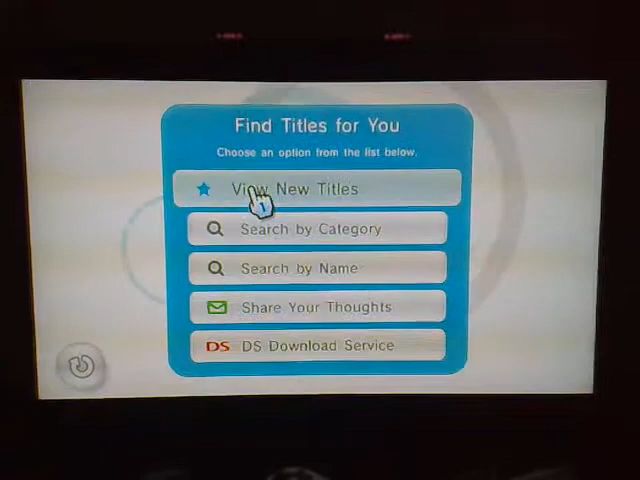 Find Titles for You
Choose an option from the list below.
View New Titles
1
Search by Category
Search by Name
Share Your Thoughts
DS DS Download Service